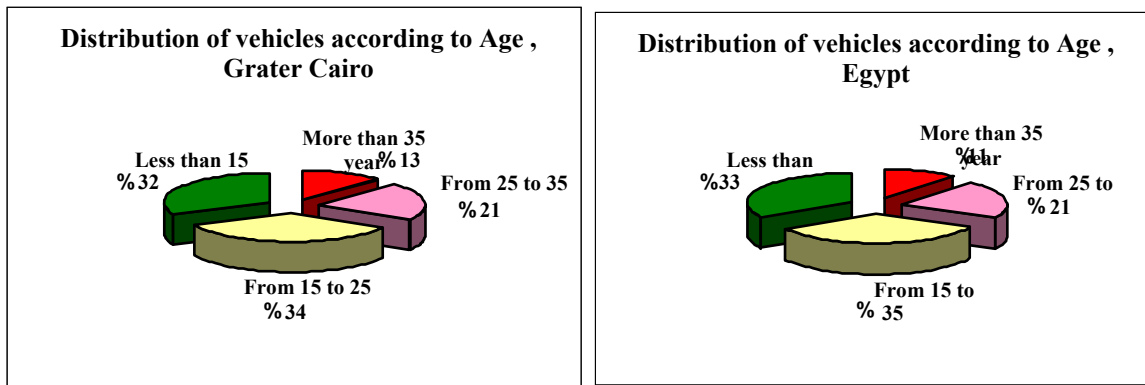 Distribution of vehicles according to Age ,
Grater Cairo
More than 35
year %13
Less than 15
%32
From 25 to 35
%21
From 15 to 25
%34
Distribution of vehicles according to Age ,
Egypt
More than 35
year
%11
Less than
%33
From 25 to
%21
From 15 to
% 35